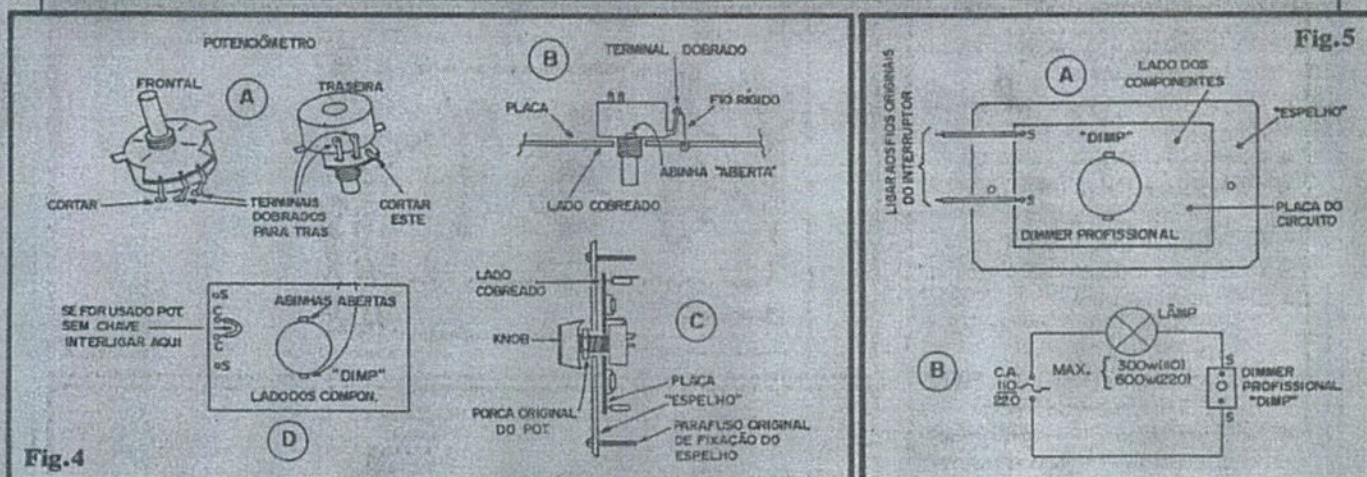 POTENCIÔMETRO
A
FRONTAL
TRASEIRA
CORTAR
TERMINAIS
DOBRADOS
PARA TRAS
CORTAR
ESTE
B
TERMINAL DOBRADO
PLACA
FIO RÍGIDO
ABINHA "ABERTA"
LADO COBREADO
SE FOR USADO POT.
SEM CHAVE
INTERLIGAR AQUI
S
C
C
S
ABINHAS ABERTAS
"DIMP"
LADO DOS COMPON.
D
LADO
COBREADO
KNOB
C
PLACA
"ESPELHO"
PORCA ORIGINAL
DO POT.
PARAFUSO ORIGINAL
DE FIXAÇÃO DO
ESPELHO
Fig.4
Fig.5
A
LADO DOS
COMPONENTES
LIGAR AOS FIOS ORIGINAIS
DO INTERRUPTOR
S
S
"DIMP"
"ESPELHO"
PLACA DO
CIRCUITO
DIMMER PROFISSIONAL
B
LÂMP
C.A.
110
220
MAX.
300w(110)
600w(220)
S
S
DIMMER
PROFISSIONAL
"DIMP"